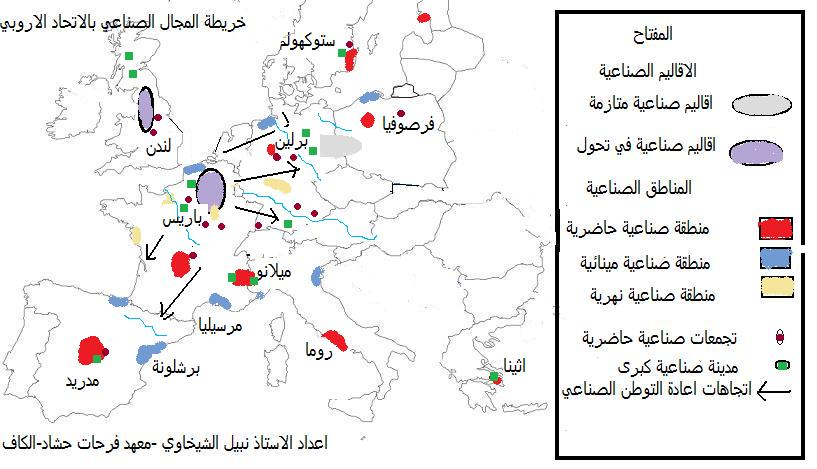 خريطة المجال الصناعي بالاتحاد الاروبي
ستوكهولم
فرصوفيا
برلين
لندن
باريس
ميلانو
مرسيليا
برشلونة
مدريد
روما
اثينا
اعداد الاستاذ نبيل الشيخاوي -معهد فرحات حشاد-الكاف
المفتاح
الاقاليم الصناعية
اقاليم صناعية متازمة
اقاليم صناعية في تحول
المناطق الصناعية
منطقة صناعية حاضرية
منطقة صناعية مينائية
منطقة صناعية نهرية
تجمعات صناعية حاضرية
مدينة صناعية كبرى
اتجاهات اعادة التوطن الصناعي